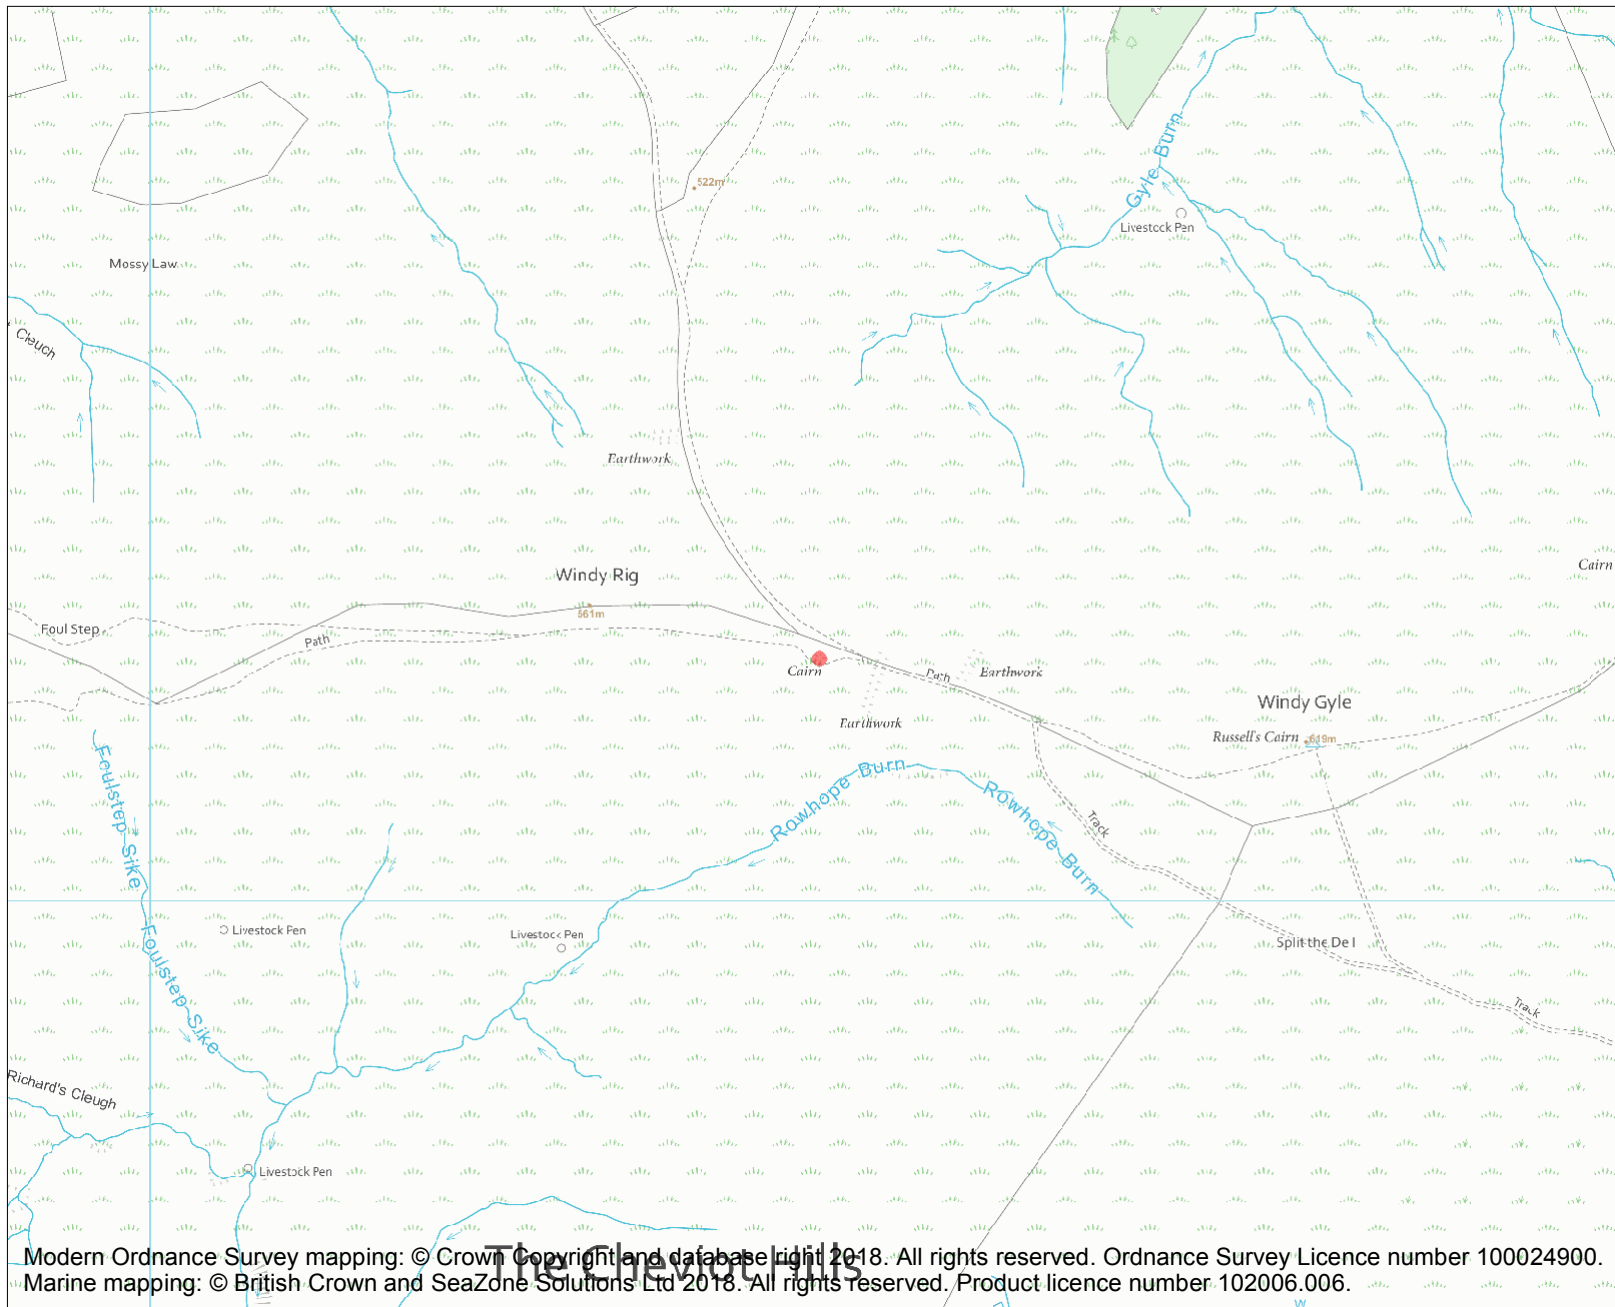 522m
Gyle Burn
Livestock Pen
Mossy Law
Cleuch
Earthwork
Cairn
Windy Rig
561m
Foul Step
Path
Cairn
Path
Earthwork
Windy Gyle
Earthwork
Russell's Cairn
619m
Foulstep Sike
Rowhope Burn
Rowhope Burn
Track
Livestock Pen
Livestock Pen
Foulstep Sike
Split the De l
Track
Richard's Cleugh
Livestock Pen
The Cheviot Hills
Modern Ordnance Survey mapping: © Crown Copyright and database right 2018. All rights reserved. Ordnance Survey Licence number 100024900.
Marine mapping: © British Crown and SeaZone Solutions Ltd 2018. All rights reserved. Product licence number 102006.006.
W